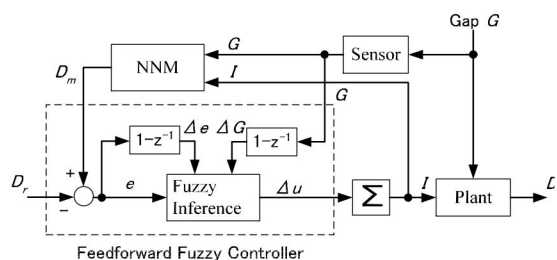 Gap G
G
Sensor
NNM
I
D_m
G
1-z⁻¹
Δe
ΔG
1-z⁻¹
+
D_r
−
e
Fuzzy
Inference
Δu
Σ
I
Plant
D
Feedforward Fuzzy Controller